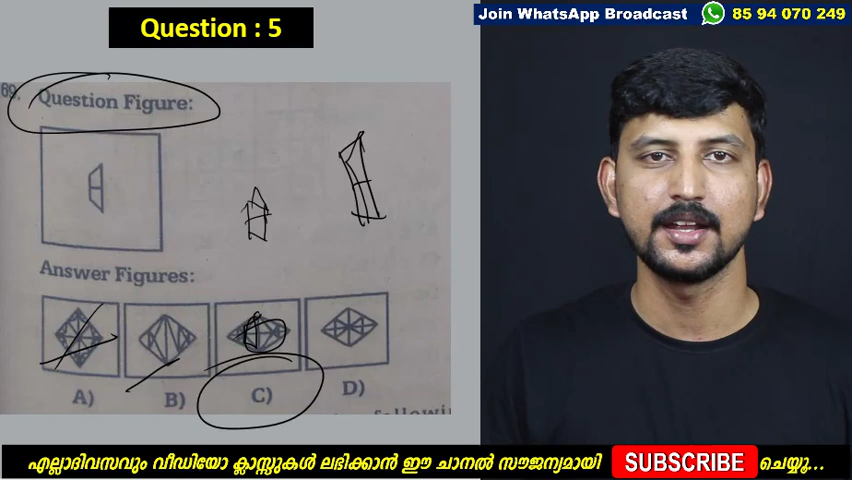 Question : 5
Join WhatsApp Broadcast 85 94 070 249
69. Question Figure:
Answer Figures:
A) B) C) D)
എല്ലാദിവസവും വീഡിയോ ക്ലാസ്സുകൾ ലഭിക്കാൻ ഈ ചാനൽ സൗജന്യമായി SUBSCRIBE ചെയ്യൂ...